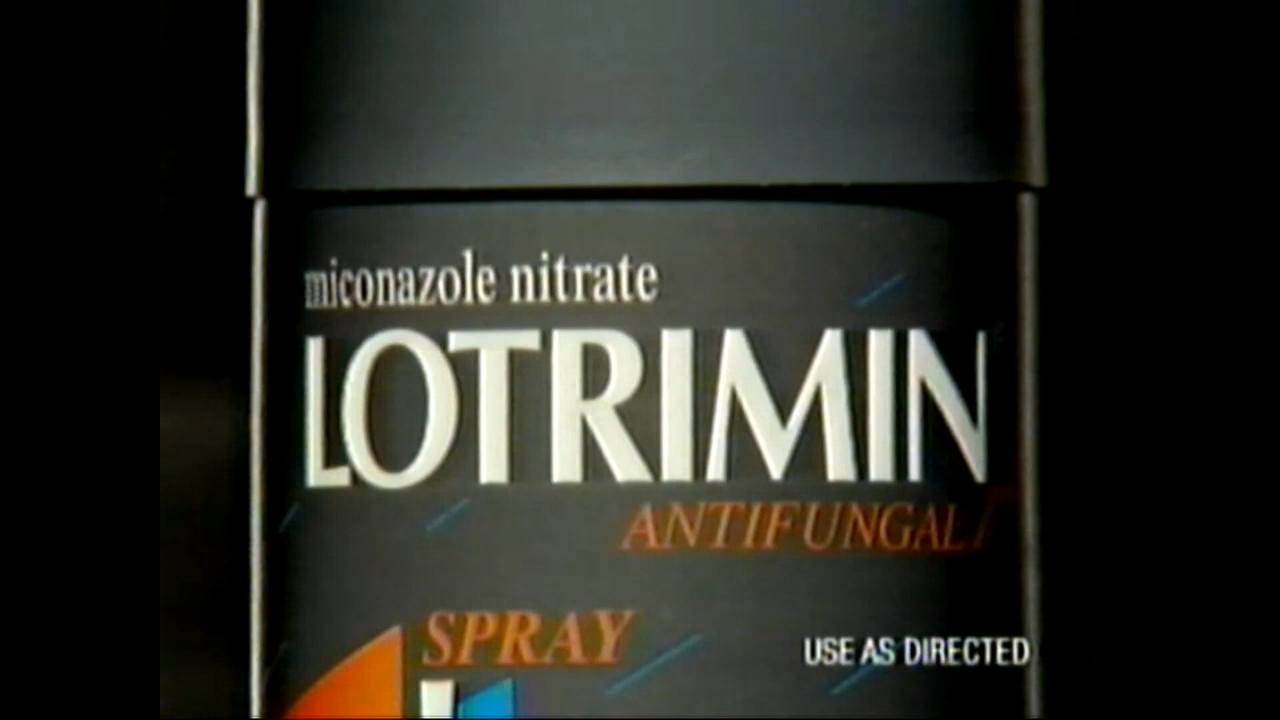 miconazole nitrate
LOTRIMIN
ANTIFUNGAL
SPRAY
USE AS DIRECTED